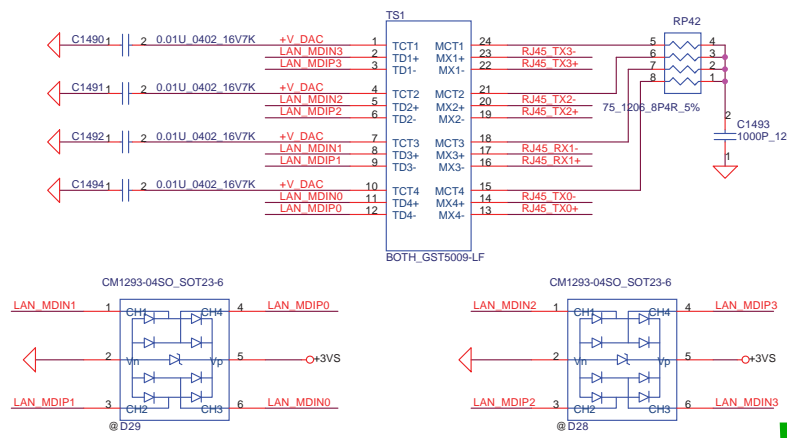 TS1
RP42
C1490 1 2 0.01U_0402_16V7K +V_DAC 1 TCT1 MCT1 24 5 4
LAN_MDIN3 2 TD1+ MX1+ 23 RJ45_TX3- 6 3
LAN_MDIP3 3 TD1- MX1- 22 RJ45_TX3+ 7 2
8 1
C1491 1 2 0.01U_0402_16V7K +V_DAC 4 TCT2 MCT2 21
LAN_MDIN2 5 TD2+ MX2+ 20 RJ45_TX2-
LAN_MDIP2 6 TD2- MX2- 19 RJ45_TX2+
75_1206_8P4R_5%
2
C1493
1000P_12
1
C1492 1 2 0.01U_0402_16V7K +V_DAC 7 TCT3 MCT3 18
LAN_MDIN1 8 TD3+ MX3+ 17 RJ45_RX1-
LAN_MDIP1 9 TD3- MX3- 16 RJ45_RX1+
C1494 1 2 0.01U_0402_16V7K +V_DAC 10 TCT4 MCT4 15
LAN_MDIN0 11 TD4+ MX4+ 14 RJ45_TX0-
LAN_MDIP0 12 TD4- MX4- 13 RJ45_TX0+
BOTH_GST5009-LF
CM1293-04SO_SOT23-6
LAN_MDIN1 1 CH1 CH4 4 LAN_MDIP0
2 Vn Vp 5 +3VS
LAN_MDIP1 3 CH2 CH3 6 LAN_MDIN0
@D29
CM1293-04SO_SOT23-6
LAN_MDIN2 1 CH1 CH4 4 LAN_MDIP3
2 Vn Vp 5 +3VS
LAN_MDIP2 3 CH2 CH3 6 LAN_MDIN3
@D28